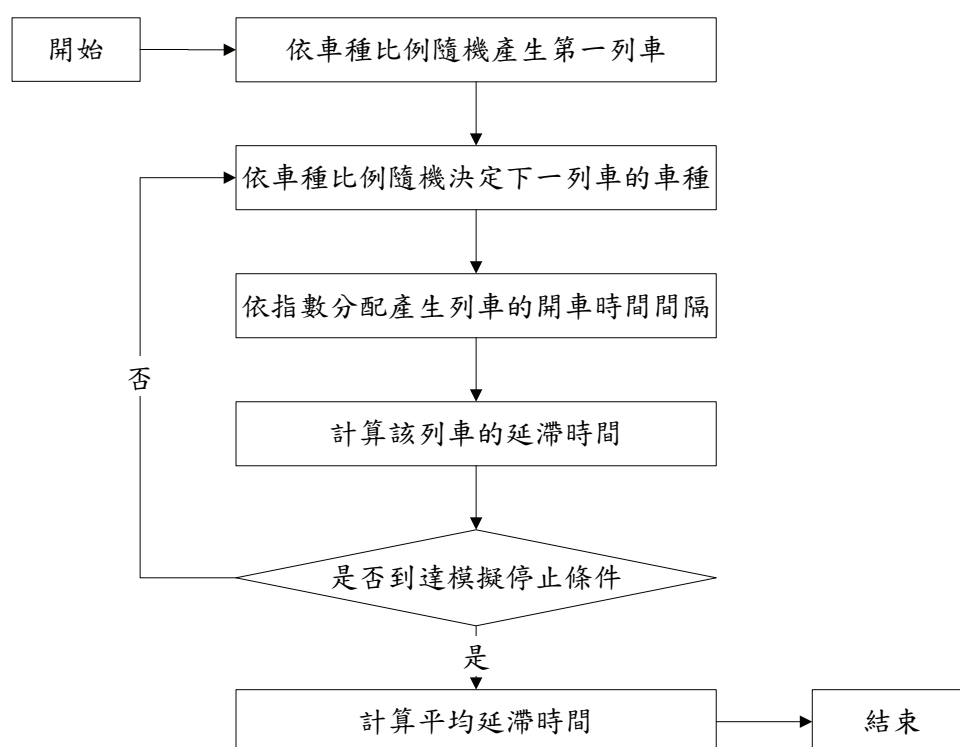 開始
依車種比例隨機產生第一列車
依車種比例隨機決定下一列車的車種
依指數分配產生列車的開車時間間隔
計算該列車的延滯時間
是否到達模擬停止條件
否
是
計算平均延滯時間
結束